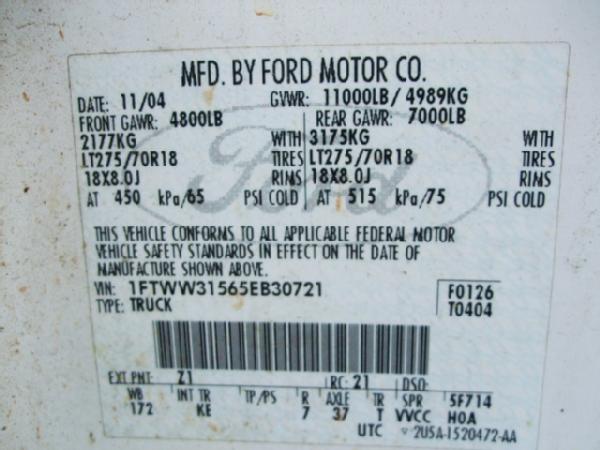 MFD. BY FORD MOTOR CO.
DATE: 11/04 GVWR: 11000LB/ 4989KG
FRONT GAWR: 4800LB REAR GAWR: 7000LB
2177KG WITH 3175KG WITH
LT275/70R18 TIRES LT275/70R18 TIRES
18X8.0J RIMS 18X8.0J RIMS
AT 450 kPa/65 PSI COLD AT 515 kPa/75 PSI COLD
Ford
THIS VEHICLE CONFORMS TO ALL APPLICABLE FEDERAL MOTOR
VEHICLE SAFETY STANDARDS IN EFFECT ON THE DATE OF
MANUFACTURE SHOWN ABOVE.
VIN: 1FTWW31565EB30721 F0126
TYPE: TRUCK T0404
EXT PNT: Z1 RC: 21 DSO:
WB INT TR TP/PS R AXLE TR SPR 5F714
172 KE 7 37 T VVCC HOA
UTC 2U5A-1520472-AA